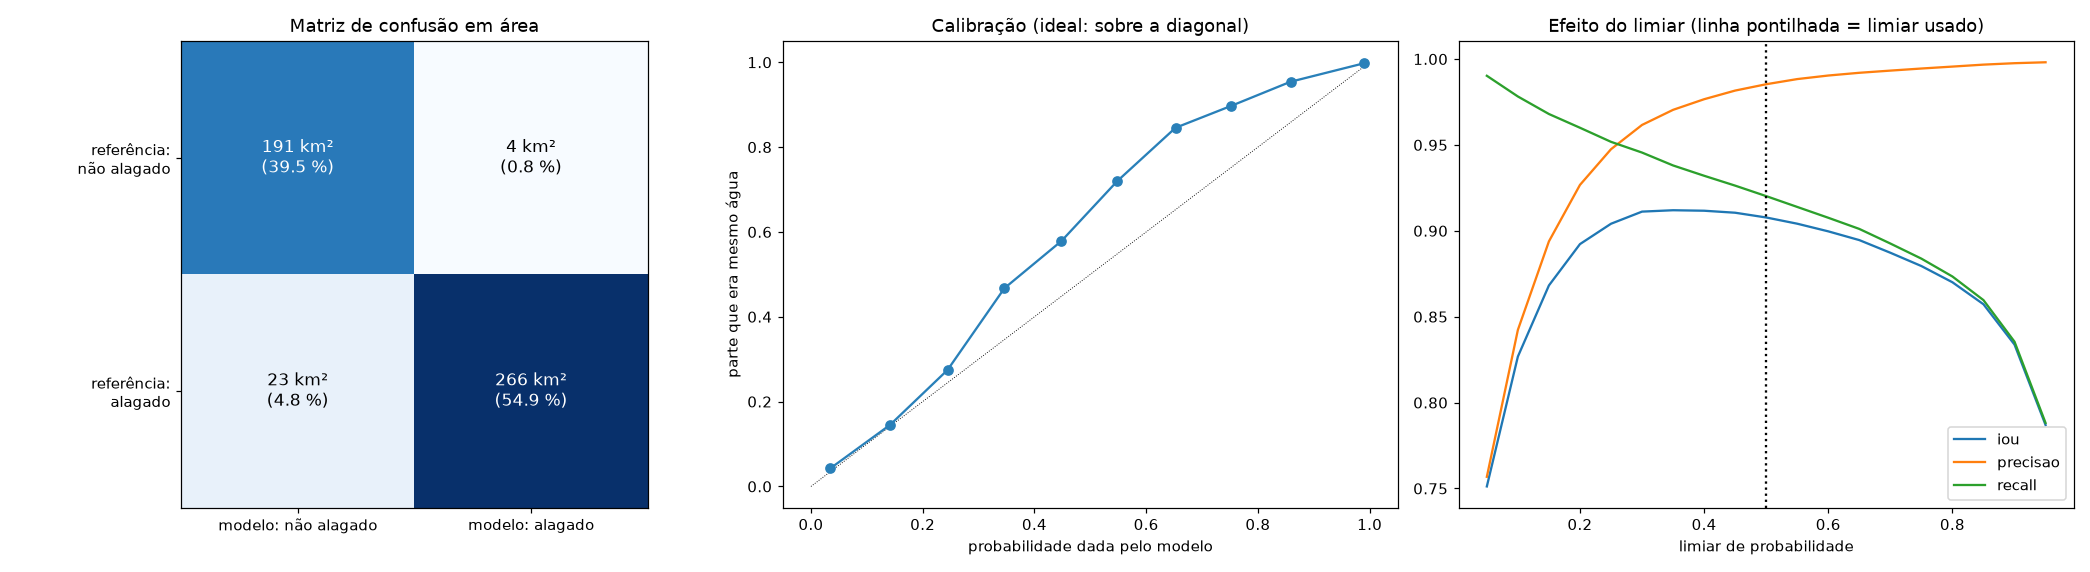 Matriz de confusão em área
referência:
não alagado
191 km²
(39.5 %)
4 km²
(0.8 %)
referência:
alagado
23 km²
(4.8 %)
266 km²
(54.9 %)
modelo: não alagado
modelo: alagado
Calibração (ideal: sobre a diagonal)
parte que era mesmo água
1.0
0.8
0.6
0.4
0.2
0.0
0.0
0.2
0.4
0.6
0.8
1.0
probabilidade dada pelo modelo
Efeito do limiar (linha pontilhada = limiar usado)
1.00
0.95
0.90
0.85
0.80
0.75
iou
precisao
recall
0.2
0.4
0.6
0.8
limiar de probabilidade